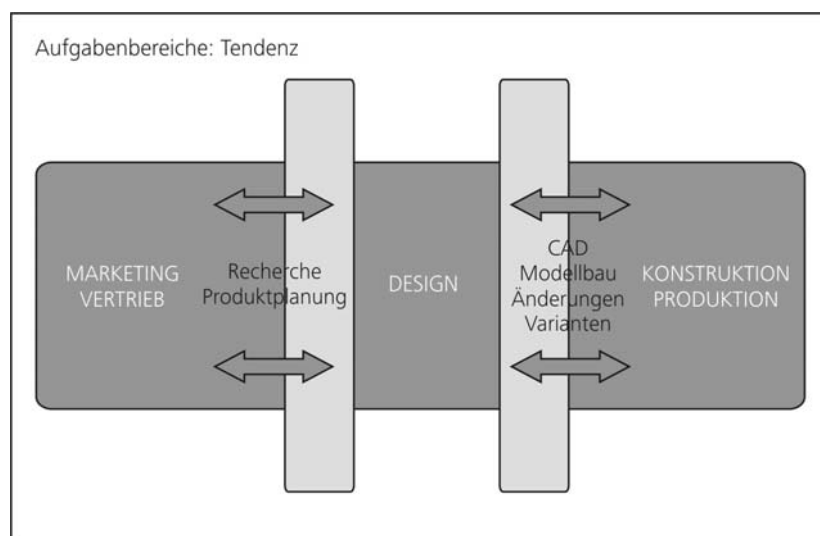 Aufgabenbereiche: Tendenz
MARKETING
VERTRIEB
Recherche
Produktplanung
DESIGN
CAD
Modellbau
Änderungen
Varianten
KONSTRUKTION
PRODUKTION